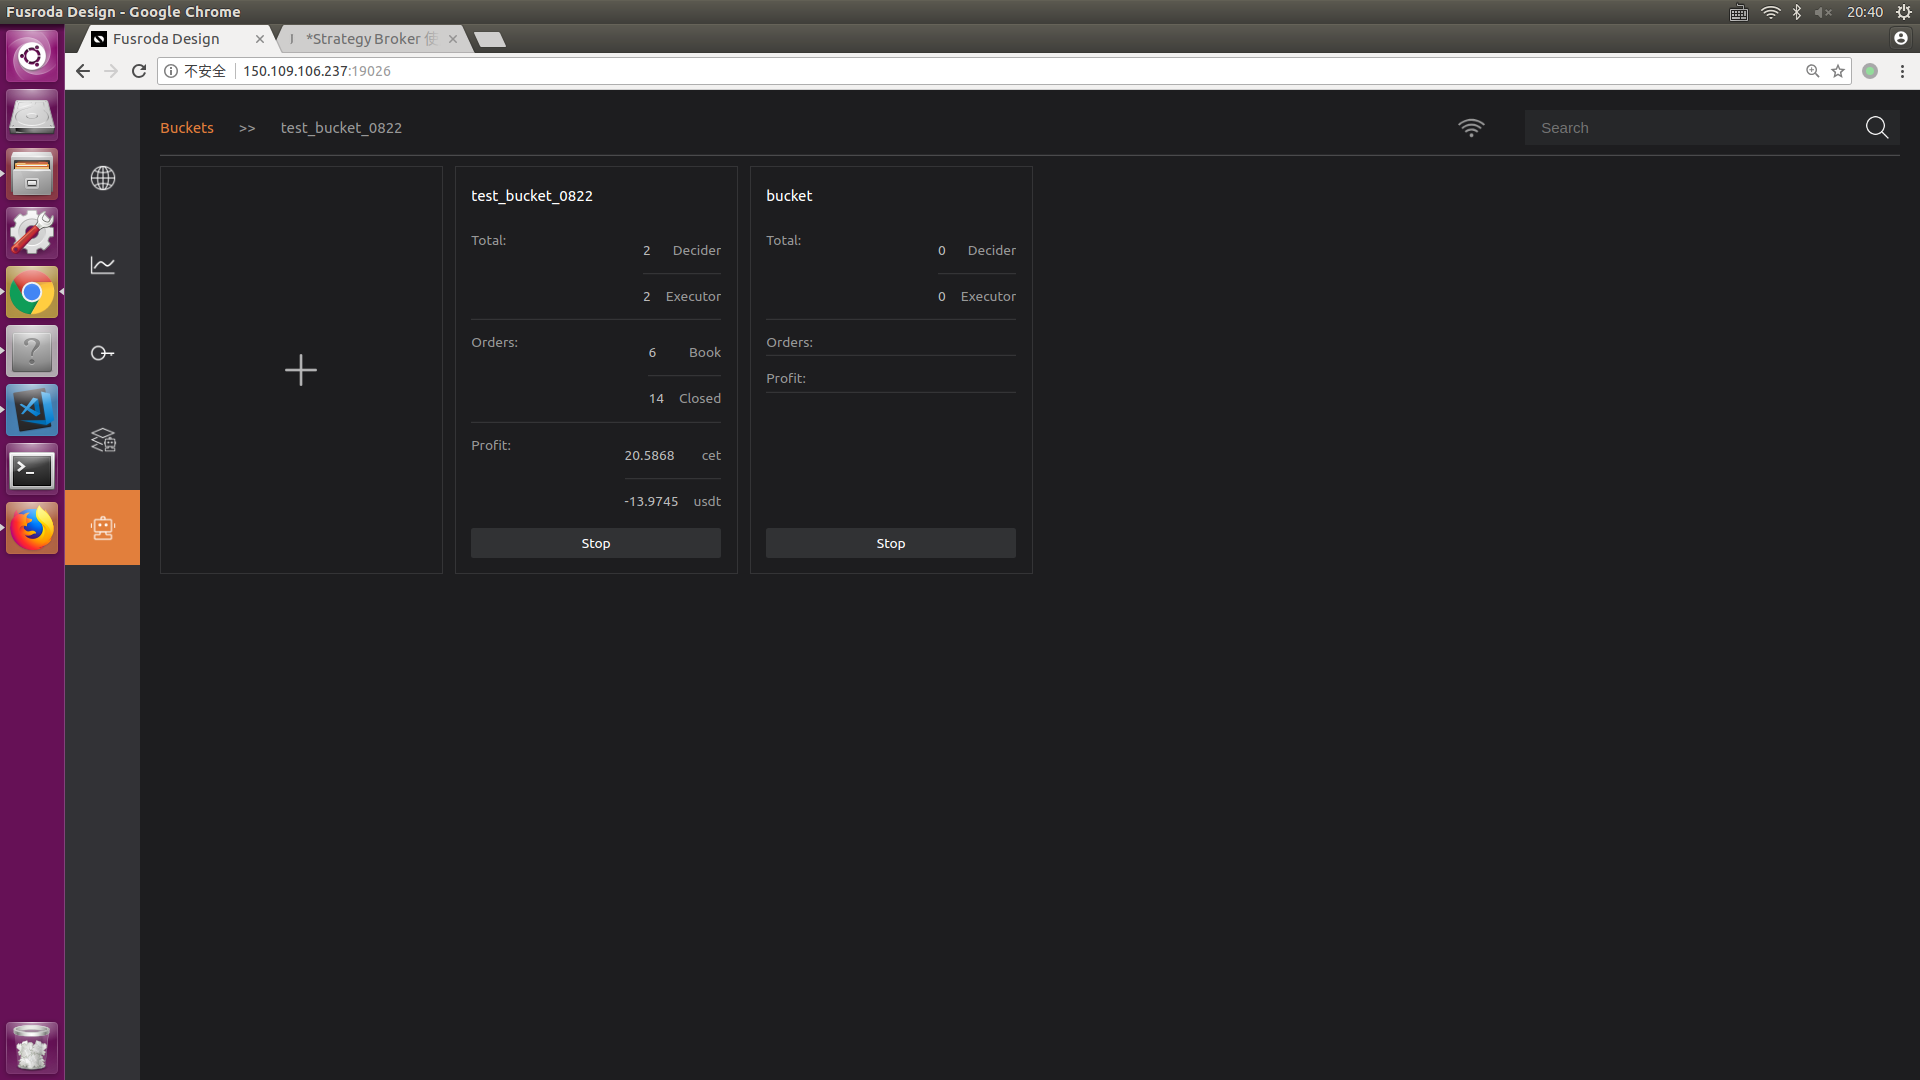 Fusroda Design - Google Chrome
20:40
Fusroda Design
*Strategy Broker 使
不安全
150.109.106.237:19026
Buckets >> test_bucket_0822
Search
test_bucket_0822
Total:
2 Decider
2 Executor
Orders:
6 Book
14 Closed
Profit:
20.5868 cet
-13.9745 usdt
Stop
bucket
Total:
0 Decider
0 Executor
Orders:
Profit:
Stop